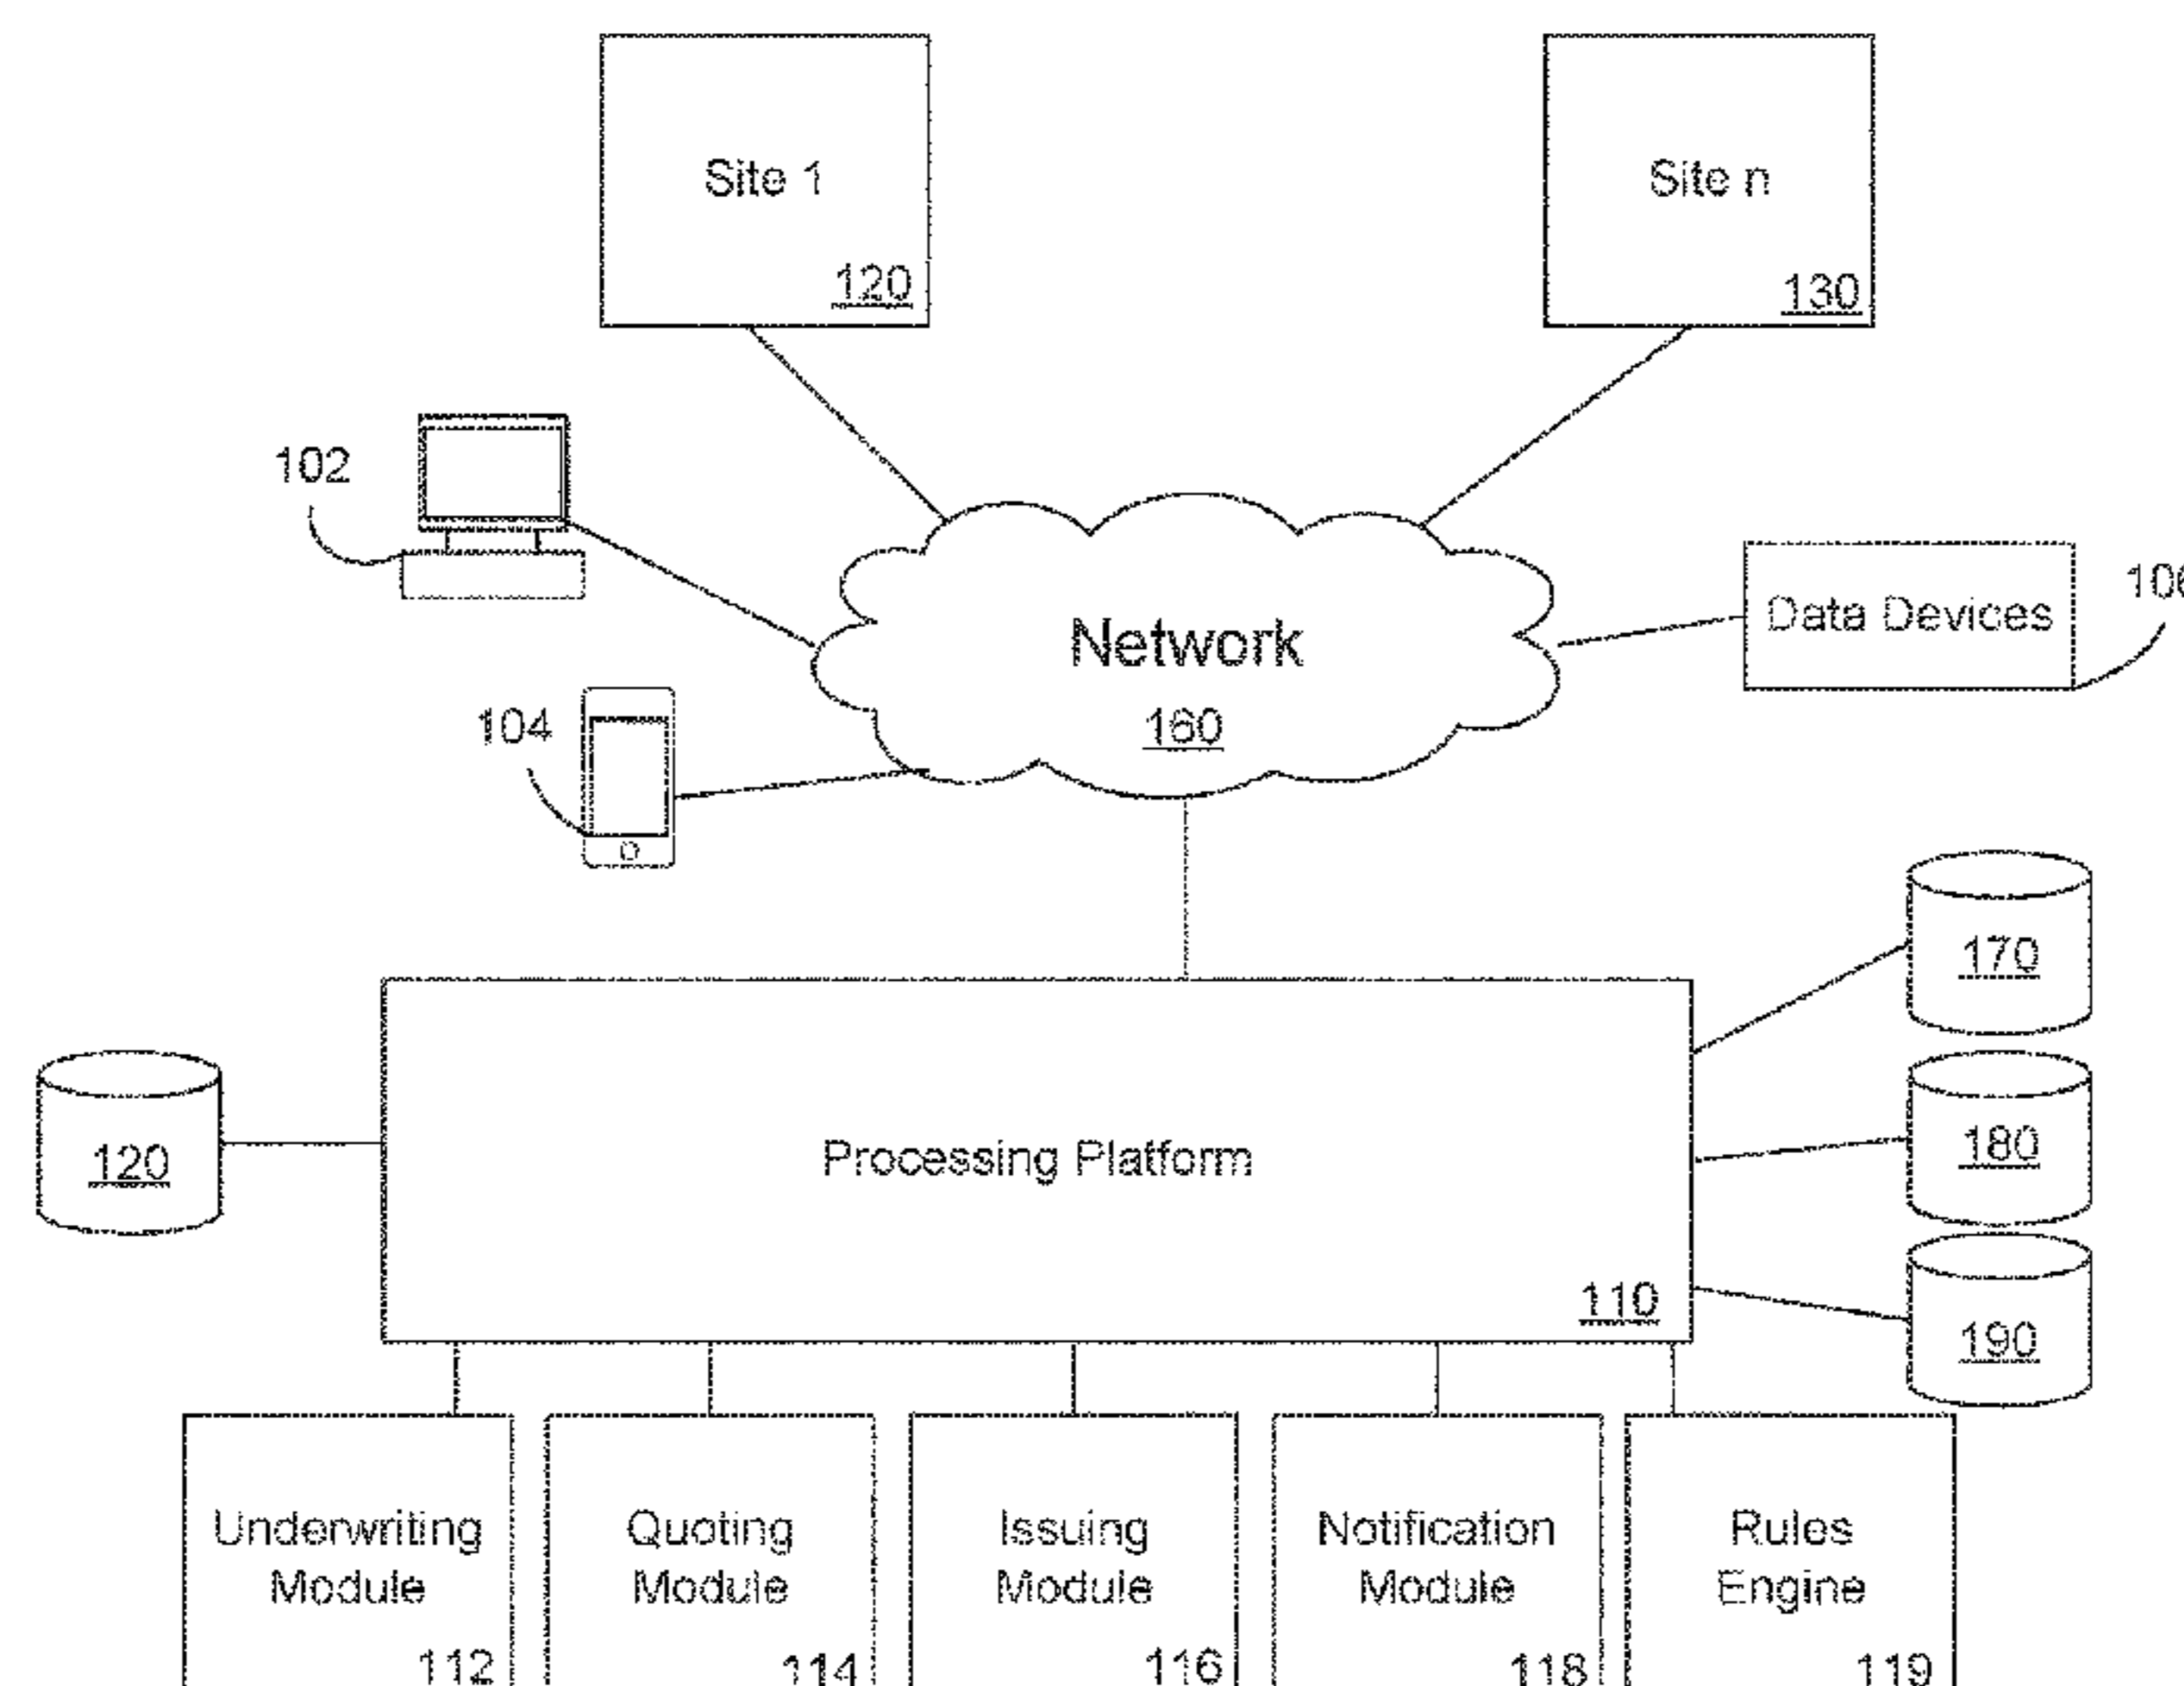 Site 1
120
Site n
130
102
Data Devices
Network
160
104
170
120
Processing Platform
180
110
190
Underwriting
Module
112
Quoting
Module
114
Issuing
Module
116
Notification
Module
118
Rules
Engine
119